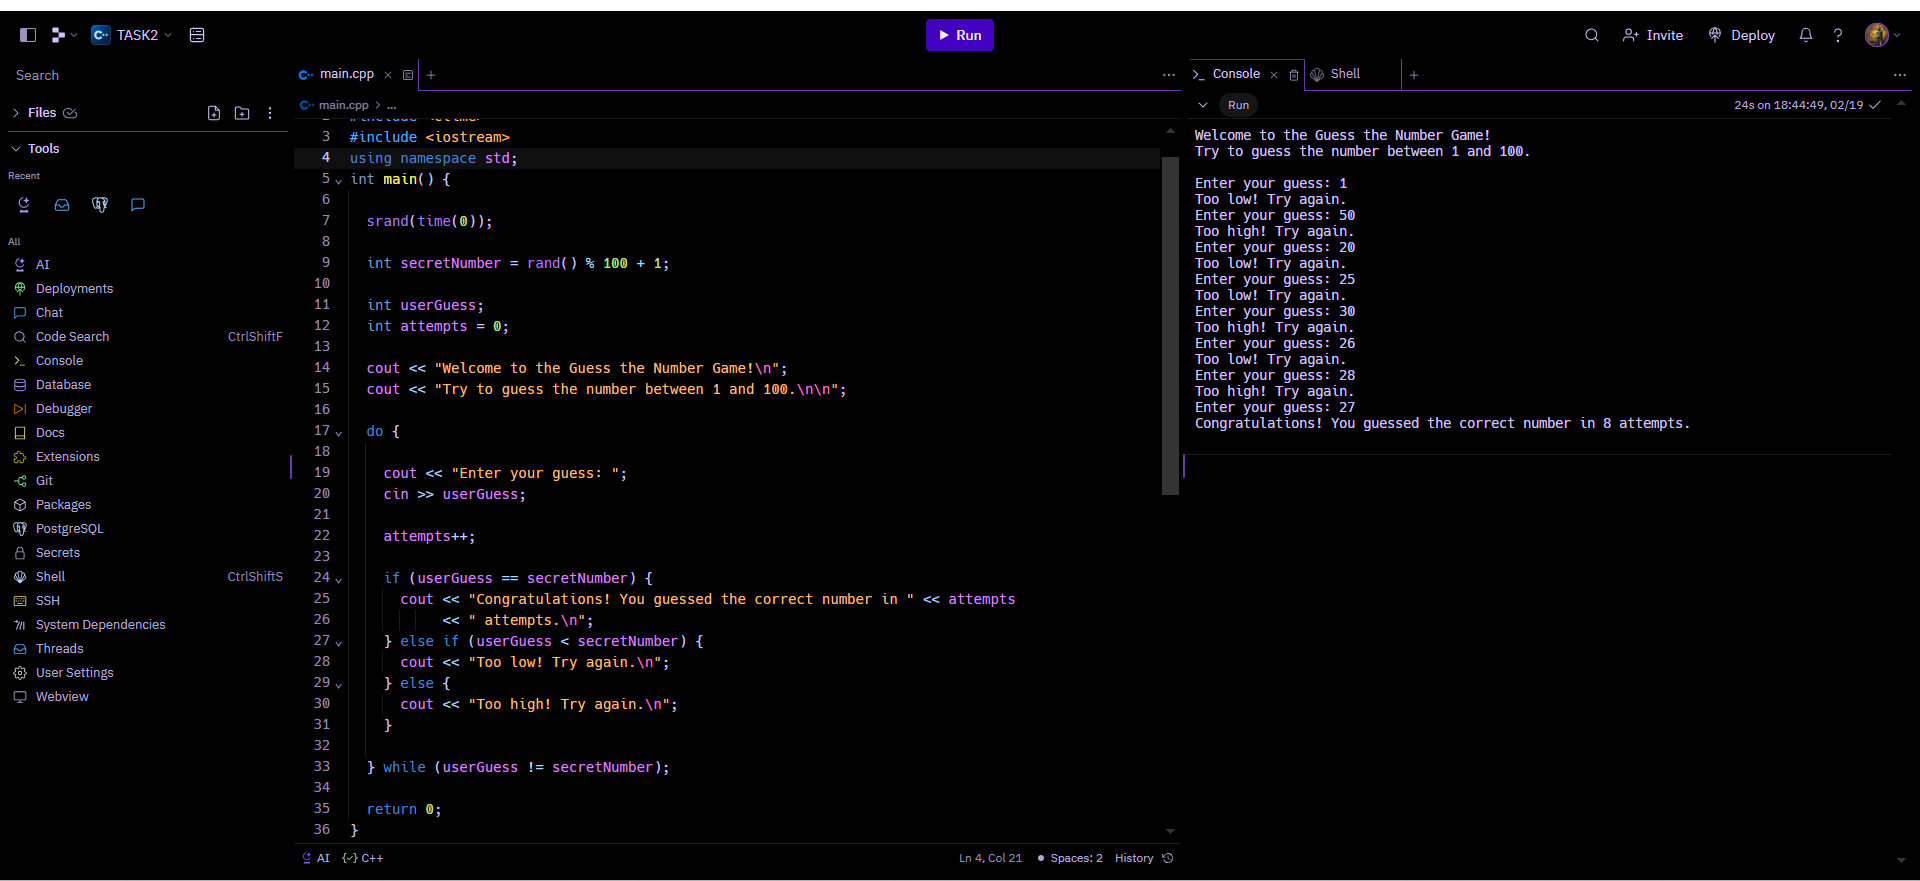 TASK2
Run
Invite
Deploy
Search
Files
Tools
Recent
All
AI
Deployments
Chat
Code Search CtrlShiftF
Console
Database
Debugger
Docs
Extensions
Git
Packages
PostgreSQL
Secrets
Shell CtrlShiftS
SSH
System Dependencies
Threads
User Settings
Webview
main.cpp
main.cpp > ...
3 #include <iostream>
4 using namespace std;
5 int main() {
6
7 srand(time(0));
8
9 int secretNumber = rand() % 100 + 1;
10
11 int userGuess;
12 int attempts = 0;
13
14 cout << "Welcome to the Guess the Number Game!\n";
15 cout << "Try to guess the number between 1 and 100.\n\n";
16
17 do {
18
19 cout << "Enter your guess: ";
20 cin >> userGuess;
21
22 attempts++;
23
24 if (userGuess == secretNumber) {
25 cout << "Congratulations! You guessed the correct number in " << attempts
26 << " attempts.\n";
27 } else if (userGuess < secretNumber) {
28 cout << "Too low! Try again.\n";
29 } else {
30 cout << "Too high! Try again.\n";
31 }
32
33 } while (userGuess != secretNumber);
34
35 return 0;
36 }
AI C++
Ln 4, Col 21 Spaces: 2 History
Console
Shell
Run
24s on 18:44:49, 02/19
Welcome to the Guess the Number Game!
Try to guess the number between 1 and 100.
Enter your guess: 1
Too low! Try again.
Enter your guess: 50
Too high! Try again.
Enter your guess: 20
Too low! Try again.
Enter your guess: 25
Too low! Try again.
Enter your guess: 30
Too high! Try again.
Enter your guess: 26
Too low! Try again.
Enter your guess: 28
Too high! Try again.
Enter your guess: 27
Congratulations! You guessed the correct number in 8 attempts.